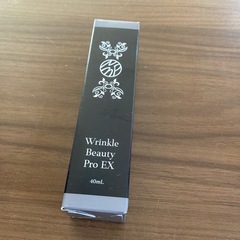 Wrinkle
Beauty
Pro EX
40mL